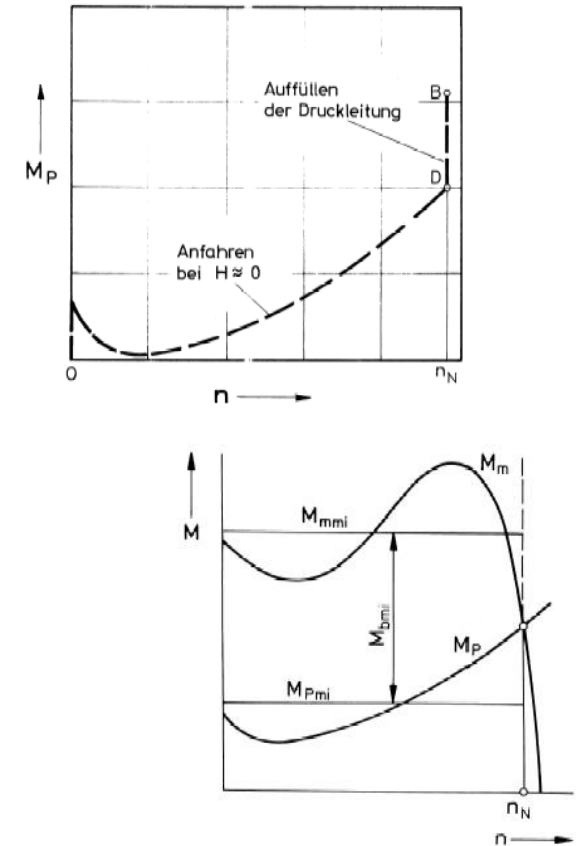 B
Auffüllen
der Druckleitung
M_P
D
Anfahren
bei H ≈ 0
0
n_N
n
M_m
M_mmi
M
M_bmi
M_P
M_Pmi
n_N
n